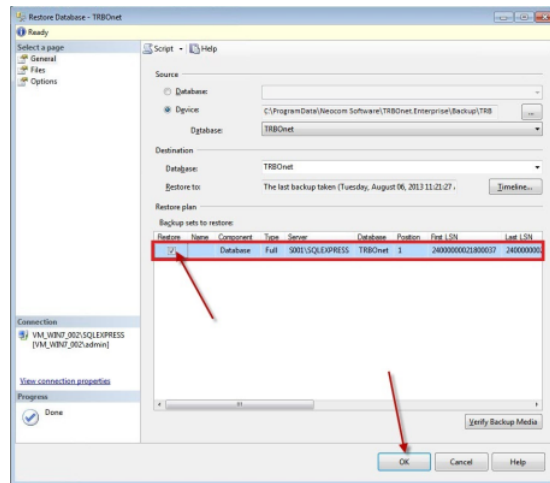 Restore Database - TRBOnet
Ready
Select a page
General
Files
Options
Script
Help
Source
Database:
Device:
C:\ProgramData\Neocom Software\TRBOnet.Enterprise\Backup\TRB
...
Database:
TRBOnet
Destination
Database:
TRBOnet
Restore to:
The last backup taken (Tuesday, August 06, 2013 11:21:27
Timeline...
Restore plan
Backup sets to restore:
Restore Name Component Type Server Database Position First LSN Last LSN
Database Full S001\SQLEXPRESS TRBOnet 1 24000000021800037 240000000
Connection
VM_WIN7_002\SQLEXPRESS
[VM_WIN7_002\admin]
View connection properties
Progress
Done
Verify Backup Media
OK Cancel Help